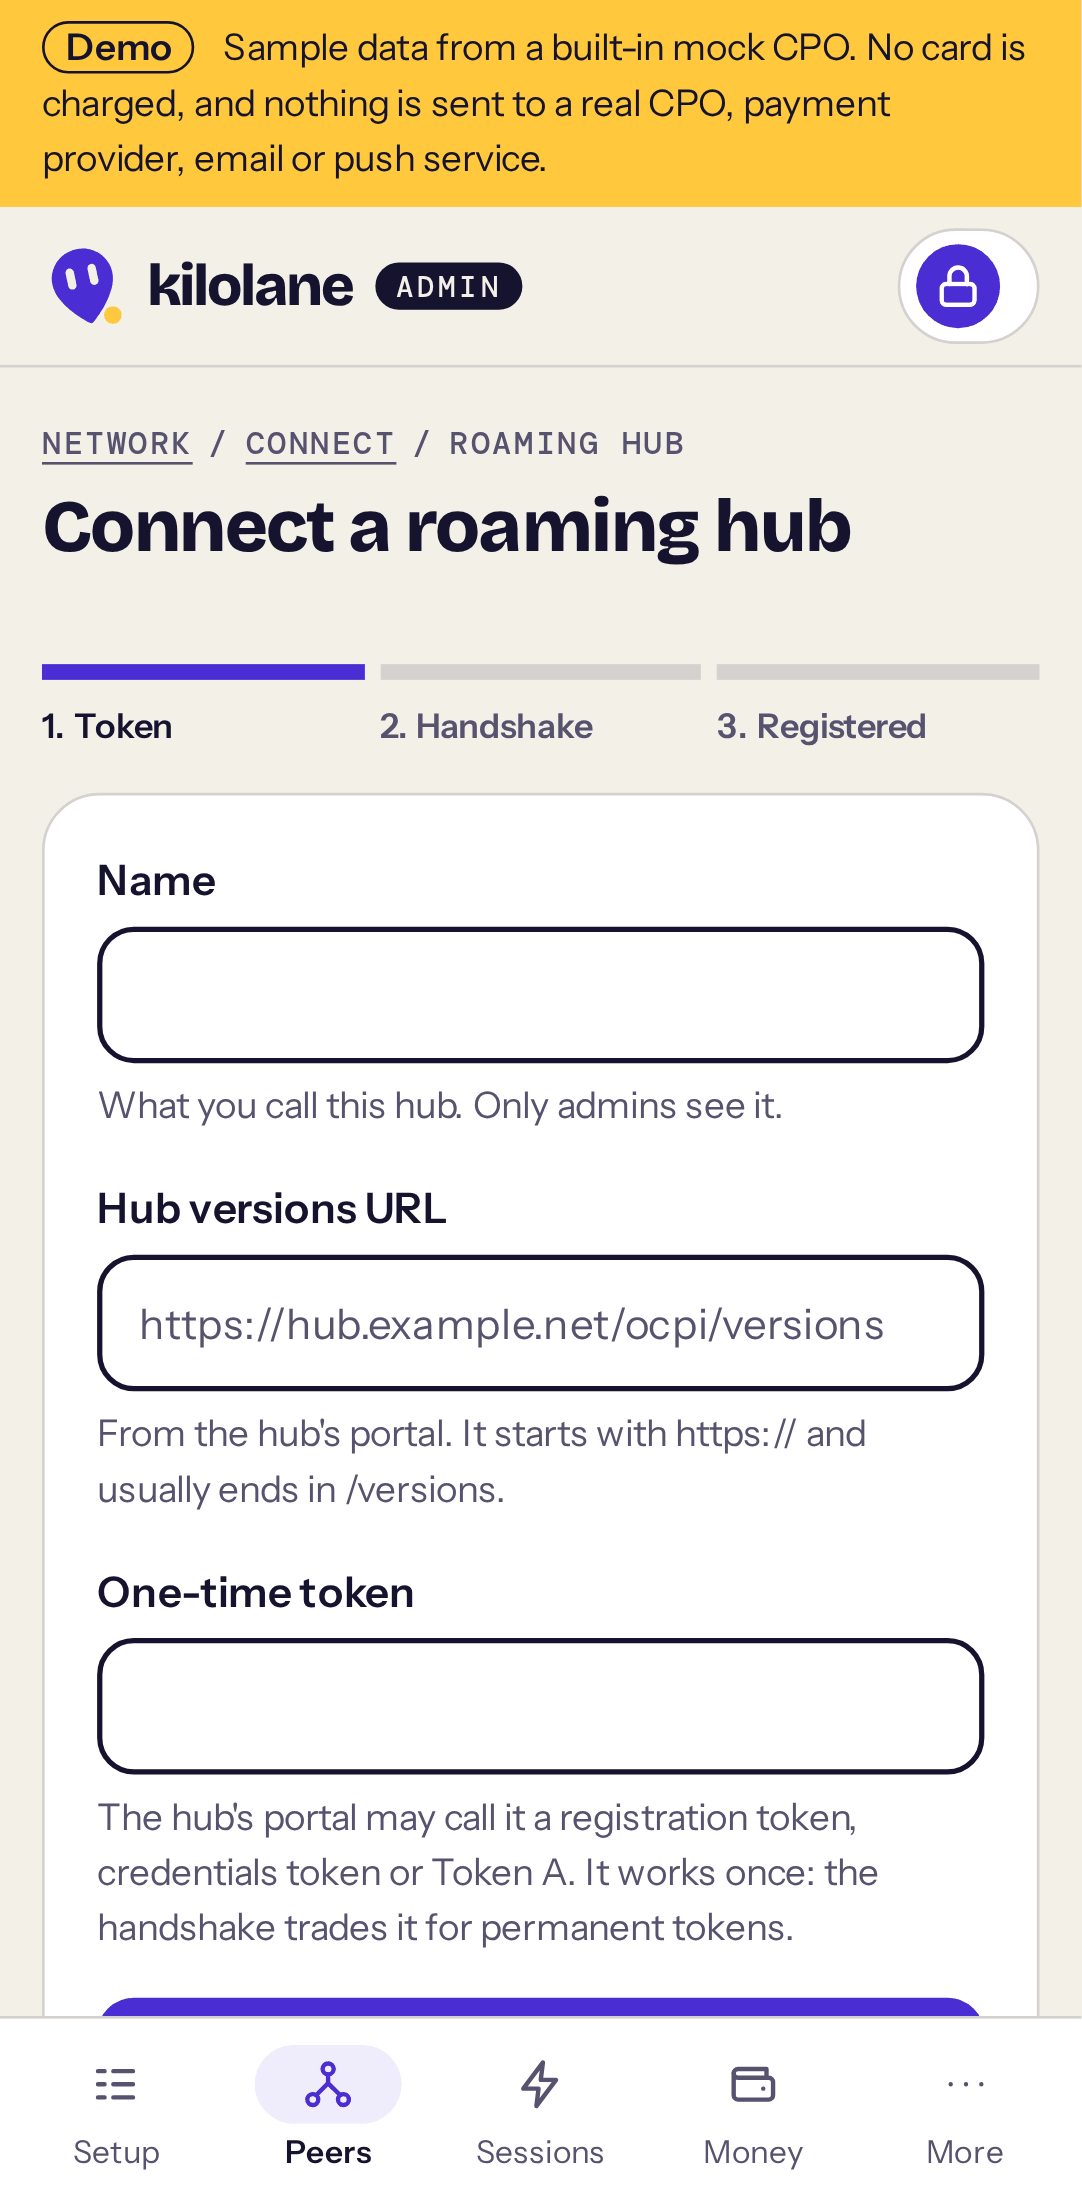 Demo Sample data from a built-in mock CPO. No card is
charged, and nothing is sent to a real CPO, payment
provider, email or push service.
kilolane ADMIN
NETWORK / CONNECT / ROAMING HUB
Connect a roaming hub
1. Token 2. Handshake 3. Registered
Name
What you call this hub. Only admins see it.
Hub versions URL
https://hub.example.net/ocpi/versions
From the hub's portal. It starts with https:// and
usually ends in /versions.
One-time token
The hub's portal may call it a registration token,
credentials token or Token A. It works once: the
handshake trades it for permanent tokens.
Setup Peers Sessions Money More